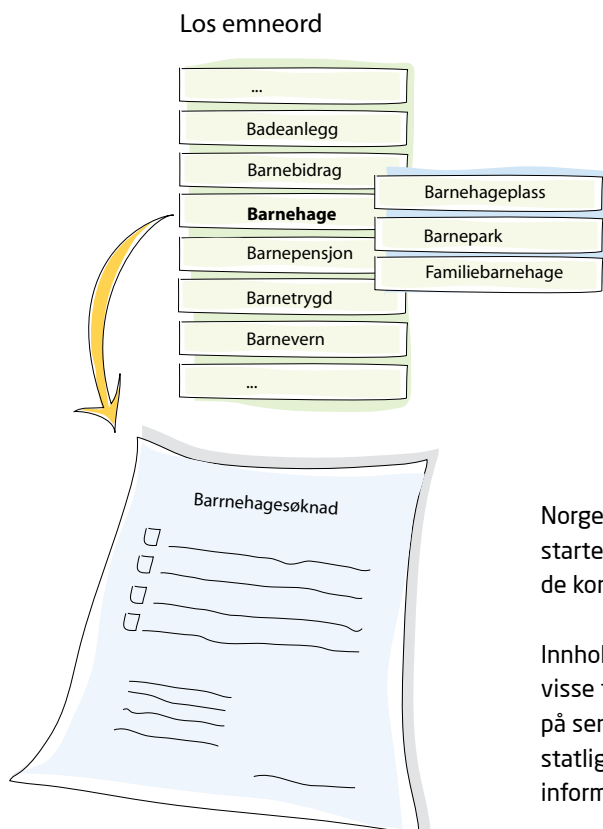 Los emneord
...
Badeanlegg
Barnebidrag
Barnehage
Barnepensjon
Barnetrygd
Barnevern
...
Barnehageplass
Barnepark
Familiebarnehage
Barrnehagesøknad
Norge
starte
de kor
Innhol
visse
på ser
statlig
inform